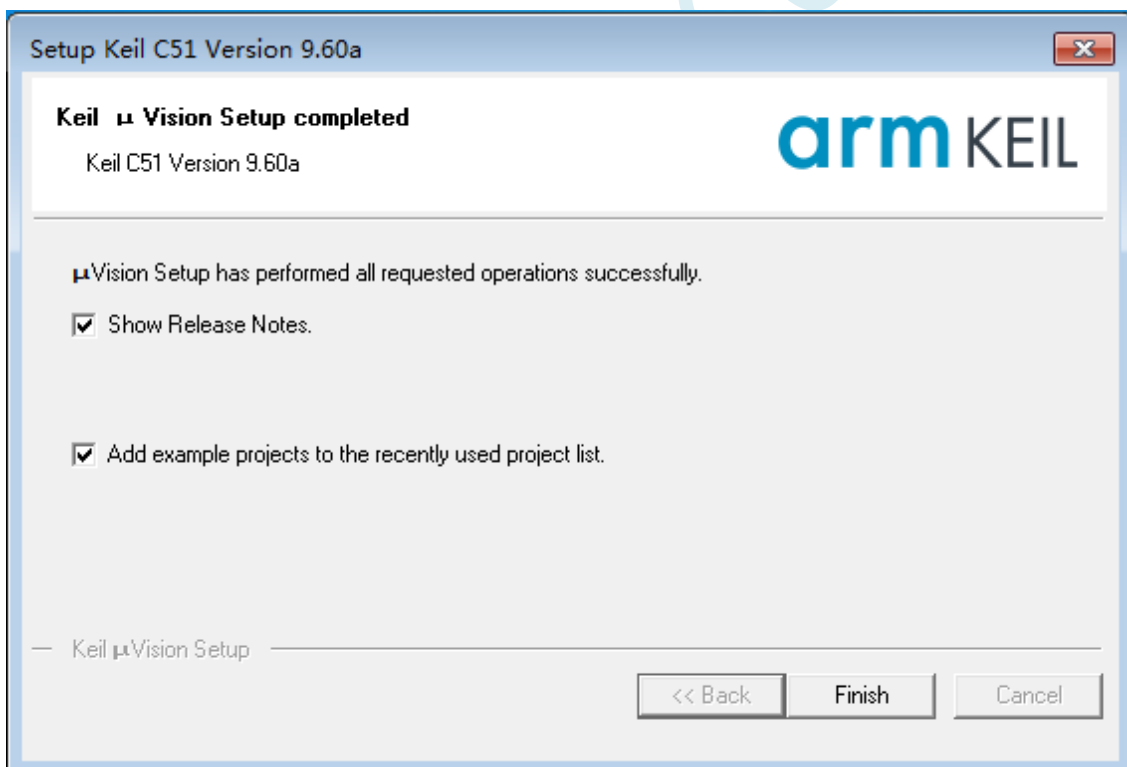 Setup Keil C51 Version 9.60a
Keil μ Vision Setup completed
Keil C51 Version 9.60a
arm KEIL
μVision Setup has performed all requested operations successfully.
Show Release Notes.
Add example projects to the recently used project list.
Keil μVision Setup
<< Back
Finish
Cancel